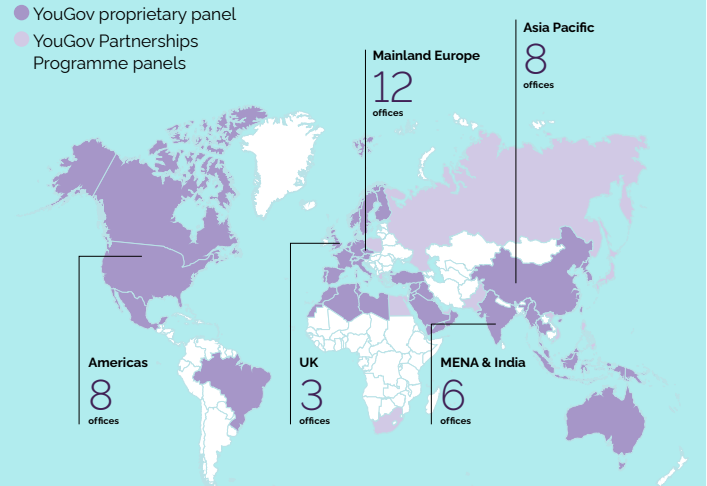 YouGov proprietary panel
YouGov Partnerships
Programme panels
Asia Pacific
8
offices
Mainland Europe
12
offices
Americas
8
offices
UK
3
offices
MENA & India
6
offices